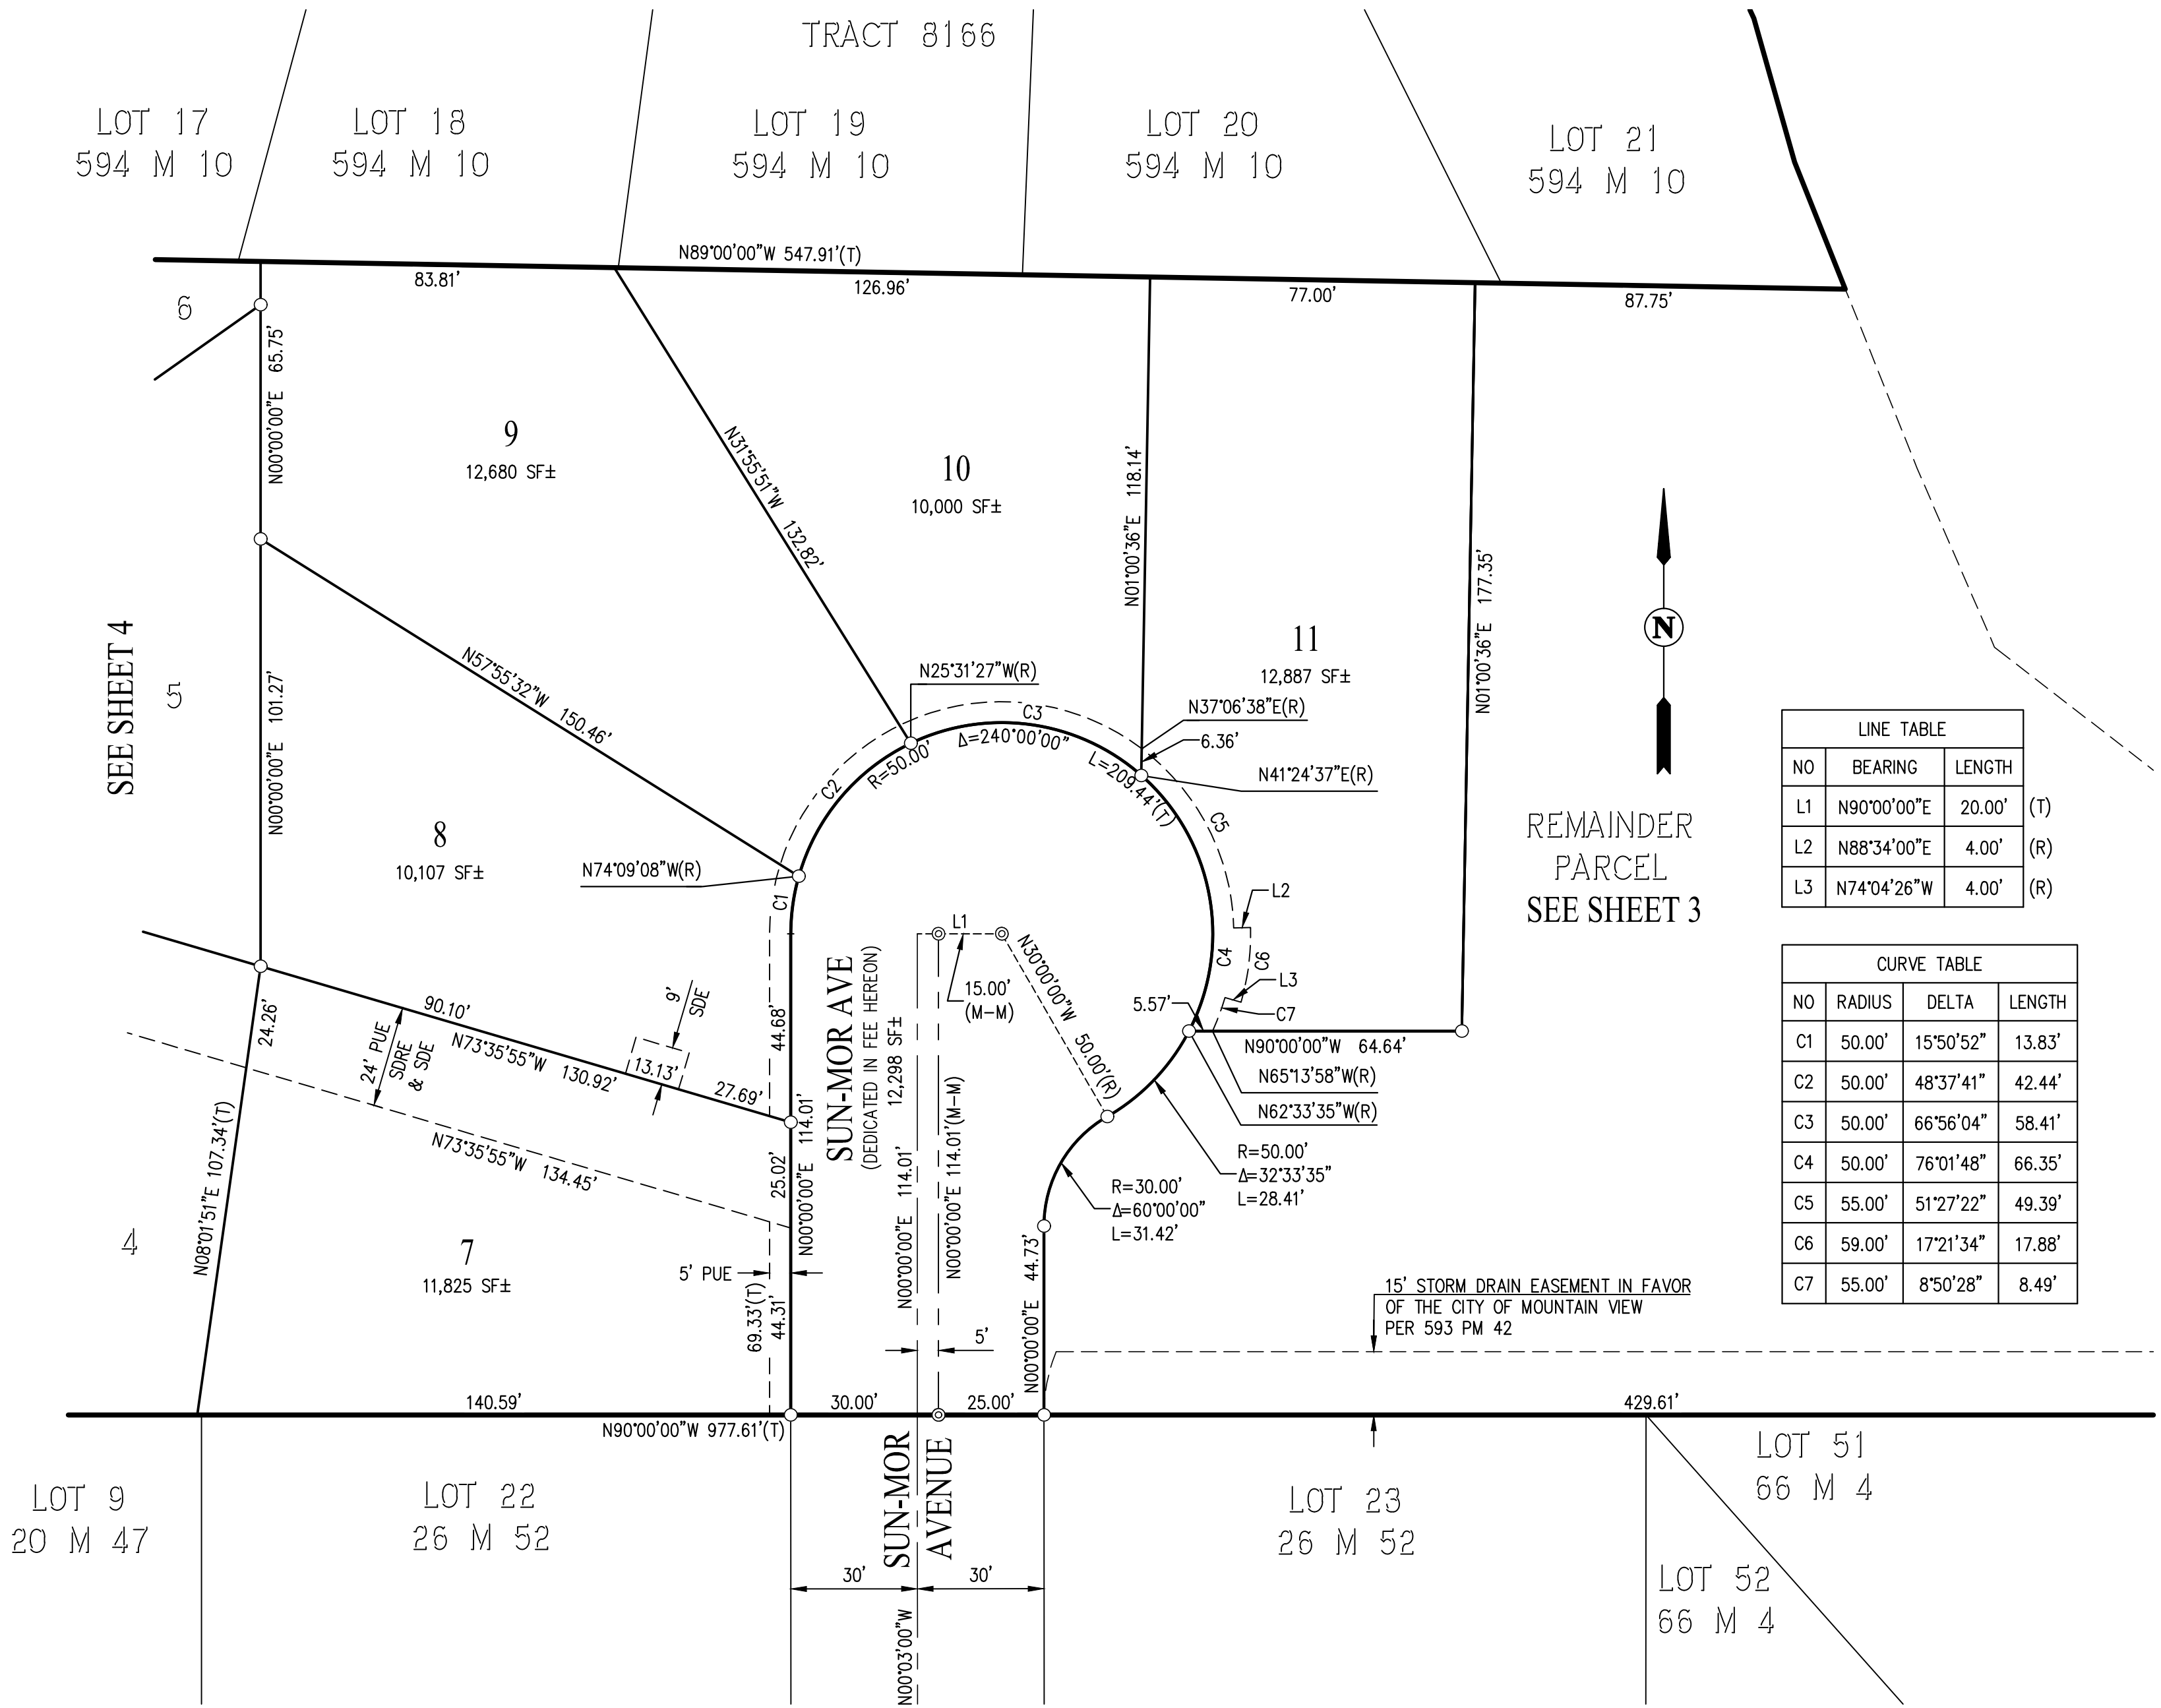 TRACT 8166
LOT 17
594 M 10
LOT 18
594 M 10
LOT 19
594 M 10
LOT 20
594 M 10
LOT 21
594 M 10
N89°00'00"W 547.91'(T)
83.81'
126.96'
77.00'
87.75'
6
N00°00'00"E 65.75'
9
12,680 SF±
N31°55'51"W 132.82'
10
10,000 SF±
N01°00'36"E 118.14'
11
12,887 SF±
N01°00'36"E 177.35'
N
SEE SHEET 4
5
N00°00'00"E 101.27'
N57°55'32"W 150.46'
N25°31'27"W(R)
N37°06'38"E(R)
6.36'
N41°24'37"E(R)
C3
Δ=240°00'00"
R=50.00'
L=209.44'(T)
C2
C5
8
10,107 SF±
N74°09'08"W(R)
C1
REMAINDER
PARCEL
SEE SHEET 3
LINE TABLE
NO BEARING LENGTH
L1 N90°00'00"E 20.00' (T)
L2 N88°34'00"E 4.00' (R)
L3 N74°04'26"W 4.00' (R)
CURVE TABLE
NO RADIUS DELTA LENGTH
C1 50.00' 15°50'52" 13.83'
C2 50.00' 48°37'41" 42.44'
C3 50.00' 66°56'04" 58.41'
C4 50.00' 76°01'48" 66.35'
C5 55.00' 51°27'22" 49.39'
C6 59.00' 17°21'34" 17.88'
C7 55.00' 8°50'28" 8.49'
L2
L1
15.00'
(M-M)
N30°00'00"W 50.00'(R)
C4
C6
L3
C7
5.57'
N90°00'00"W 64.64'
N65°13'58"W(R)
N62°33'35"W(R)
R=50.00'
Δ=32°33'35"
L=28.41'
R=30.00'
Δ=60°00'00"
L=31.42'
24.26'
90.10'
N73°35'55"W 130.92'
24' PUE
SDRE
& SDE
9'
SDE
13.13'
27.69'
44.68'
SUN-MOR AVE
(DEDICATED IN FEE HEREON)
12,298 SF±
N00°00'00"E 114.01'
N00°00'00"E 114.01'
N00°00'00"E 114.01'(M-M)
25.02'
N73°35'55"W 134.45'
N08°01'51"E 107.34'(T)
4
7
11,825 SF±
5' PUE
69.33'(T)
44.31'
5'
N00°00'00"E 44.73'
15' STORM DRAIN EASEMENT IN FAVOR
OF THE CITY OF MOUNTAIN VIEW
PER 593 PM 42
140.59'
30.00'
25.00'
429.61'
N90°00'00"W 977.61'(T)
SUN-MOR
AVENUE
30'
30'
N00°03'00"W
LOT 9
20 M 47
LOT 22
26 M 52
LOT 23
26 M 52
LOT 51
66 M 4
LOT 52
66 M 4